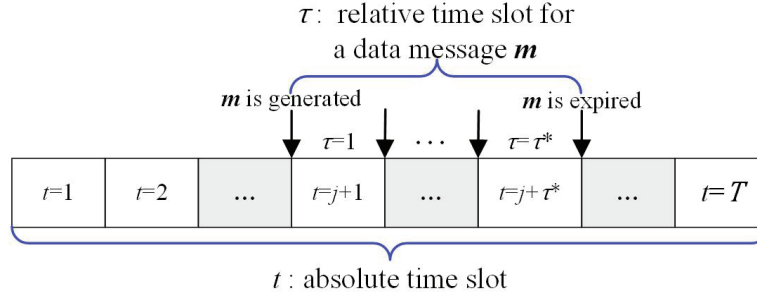 τ : relative time slot for
a data message m
m is generated
m is expired
τ=1 ... τ=τ*
t=1 t=2 ... t=j+1 ... t=j+τ* ... t=T
t : absolute time slot